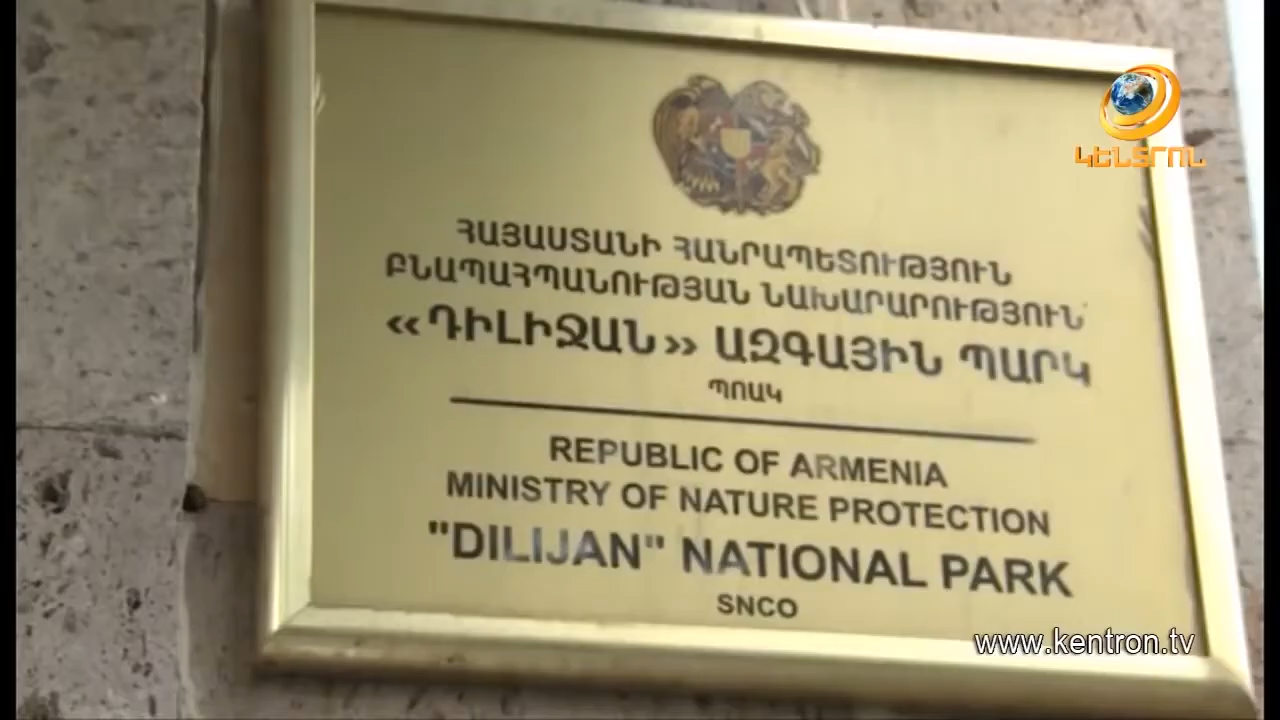 ԿԵՆՏՐՈՆ
ՀԱՅԱՍՏԱՆԻ ՀԱՆՐԱՊԵՏՈՒԹՅՈՒՆ
ԲՆԱՊԱՀՊԱՆՈՒԹՅԱՆ ՆԱԽԱՐԱՐՈՒԹՅՈՒՆ՝
«ԴԻԼԻՋԱՆ» ԱԶԳԱՅԻՆ ՊԱՐԿ
ՊՈԱԿ
REPUBLIC OF ARMENIA
MINISTRY OF NATURE PROTECTION
"DILIJAN" NATIONAL PARK
SNCO
www.kentron.tv